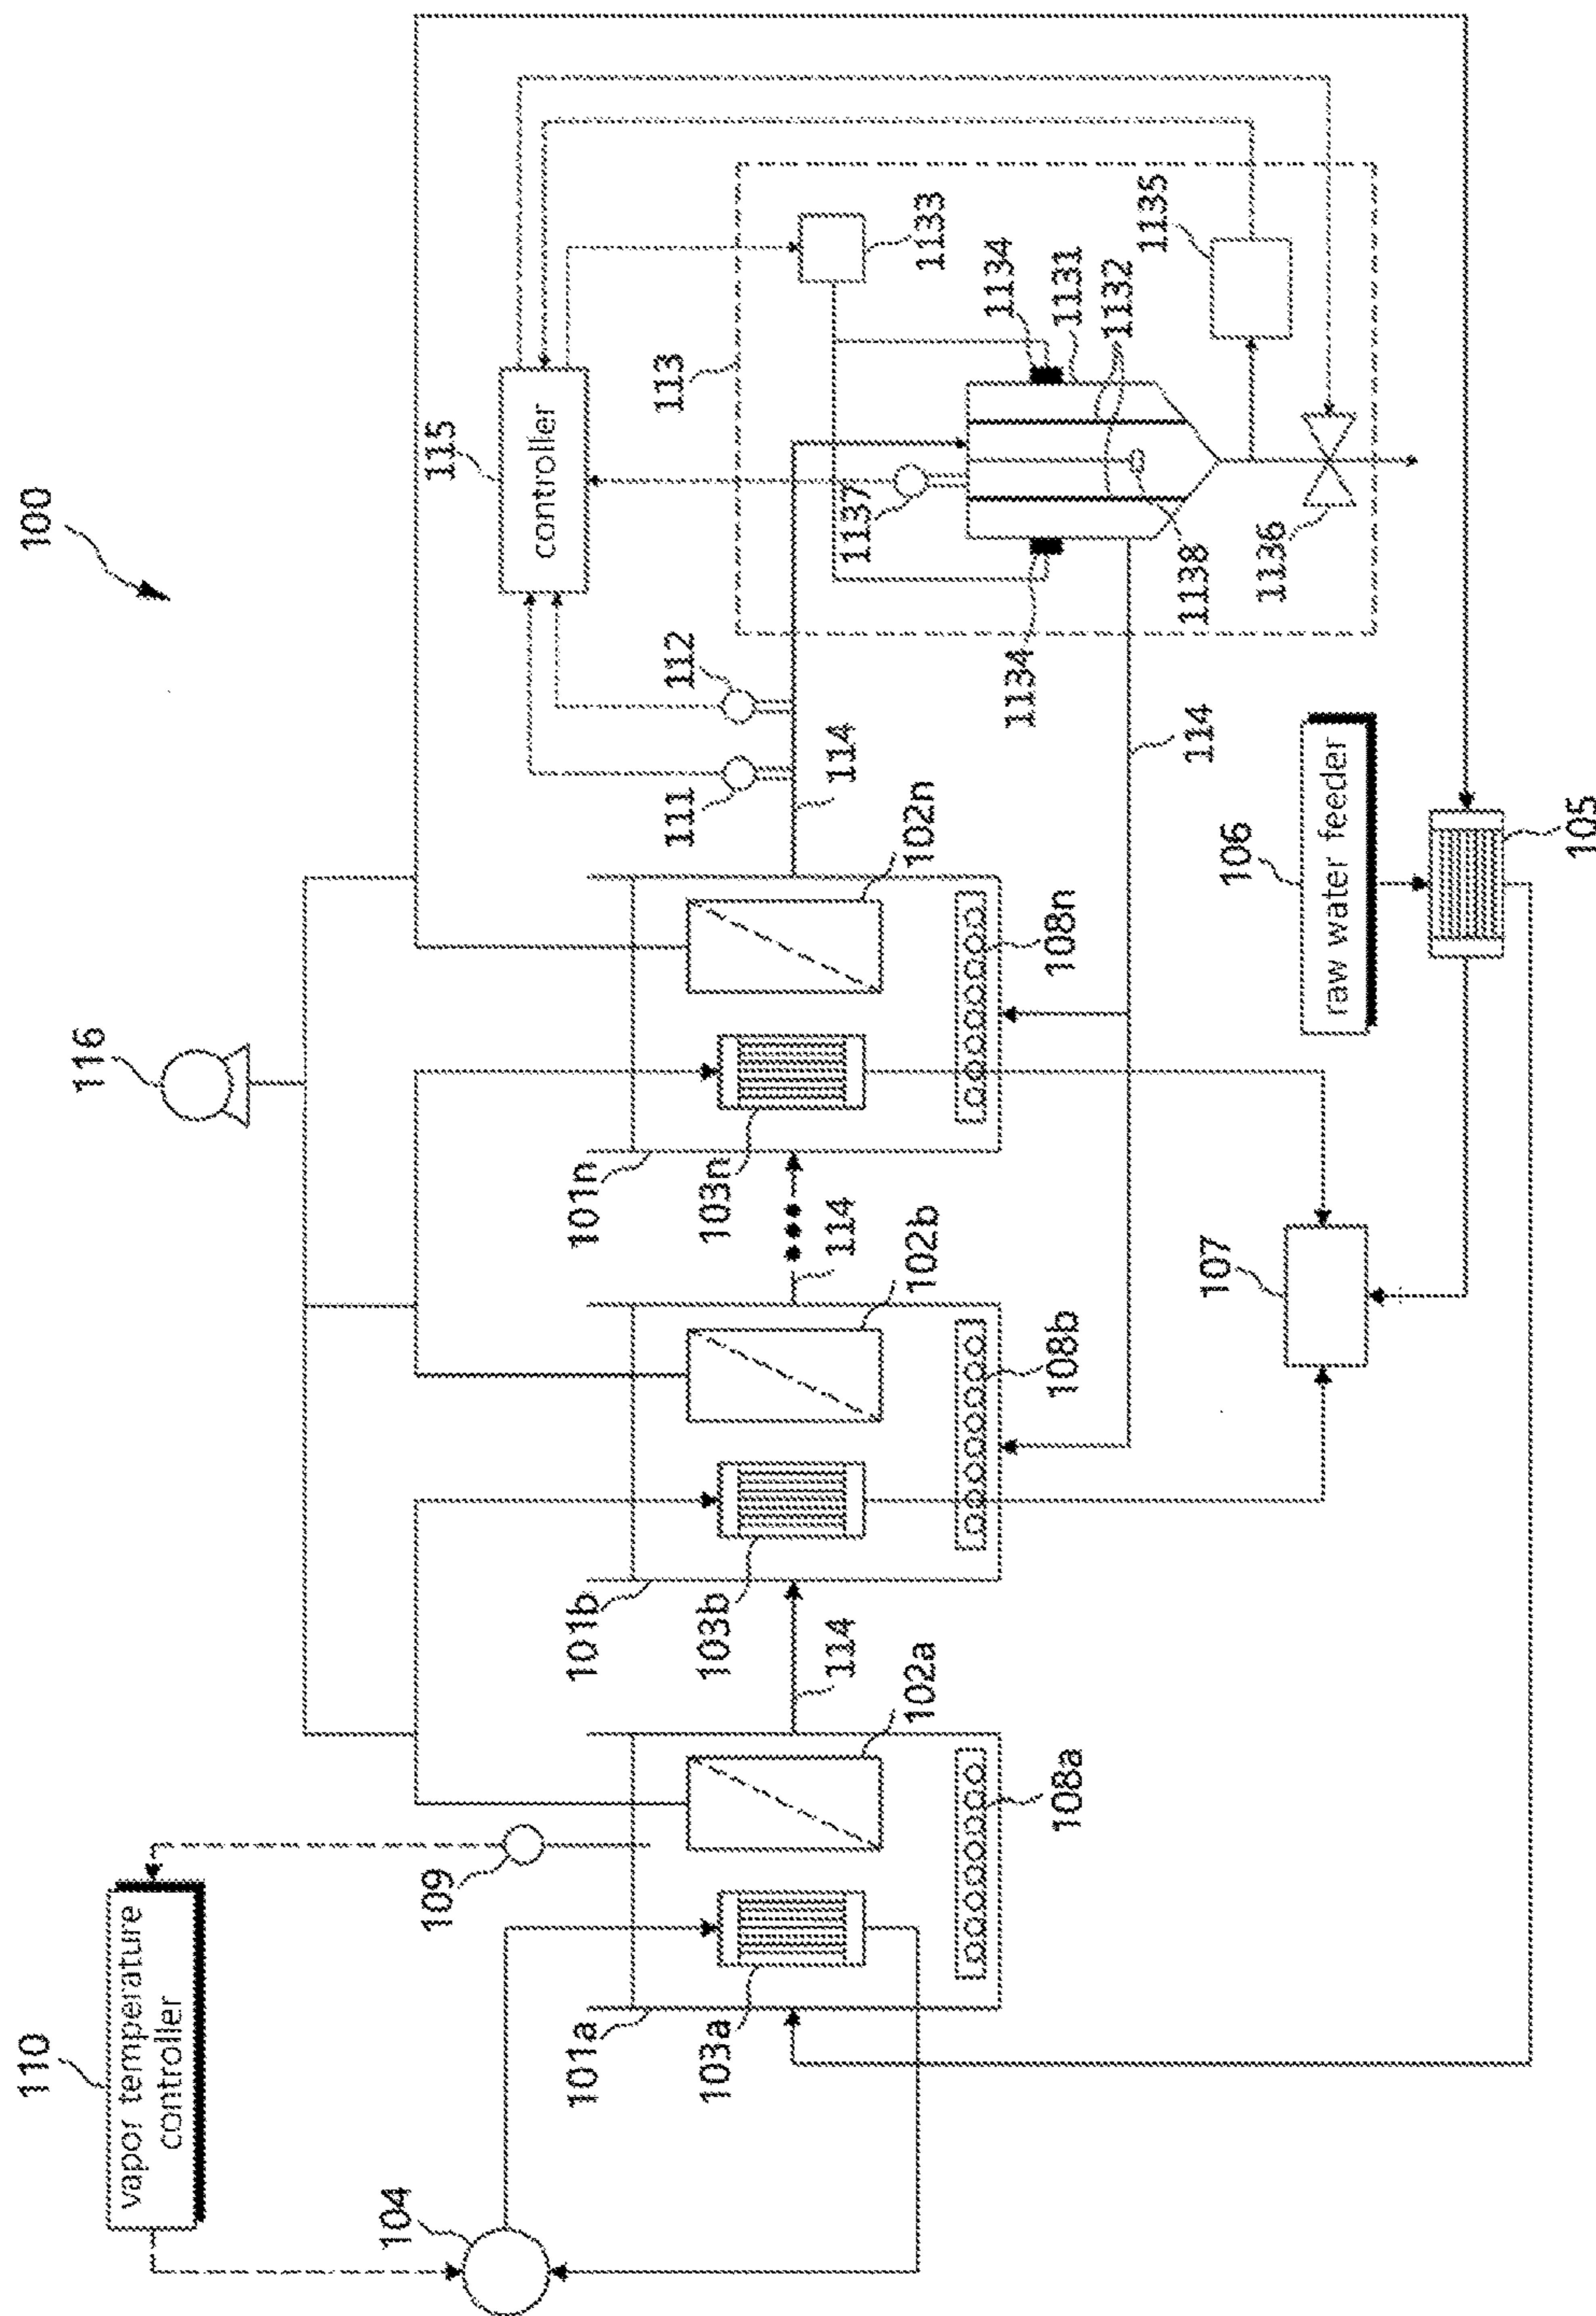 100
110
vapor temperature
controller
104
109
116
115
controller
113
1133
1134
1131
1132
1135
1137
1134
1138
1136
111
112
114
114
101a
103a
102a
108a
114
101b
103b
102b
108b
114
101n
103n
102n
108n
107
106
raw water feeder
105